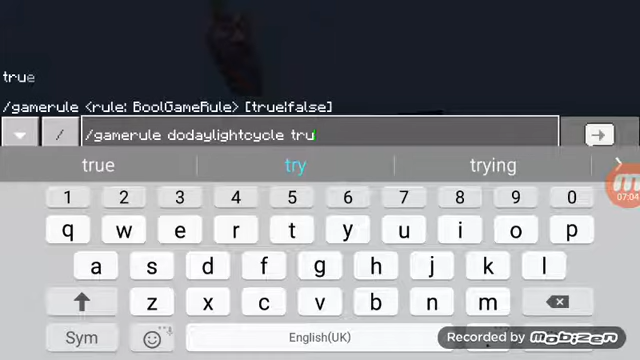 true
/gamerule <rule: BoolGameRule> [true|false]
/ /gamerule dodaylightcycle tru
true try trying
07:04
1 2 3 4 5 6 7 8 9 0
q w e r t y u i o p
a s d f g h j k l
z x c v b n m
Sym English(UK)
Recorded by mobizen